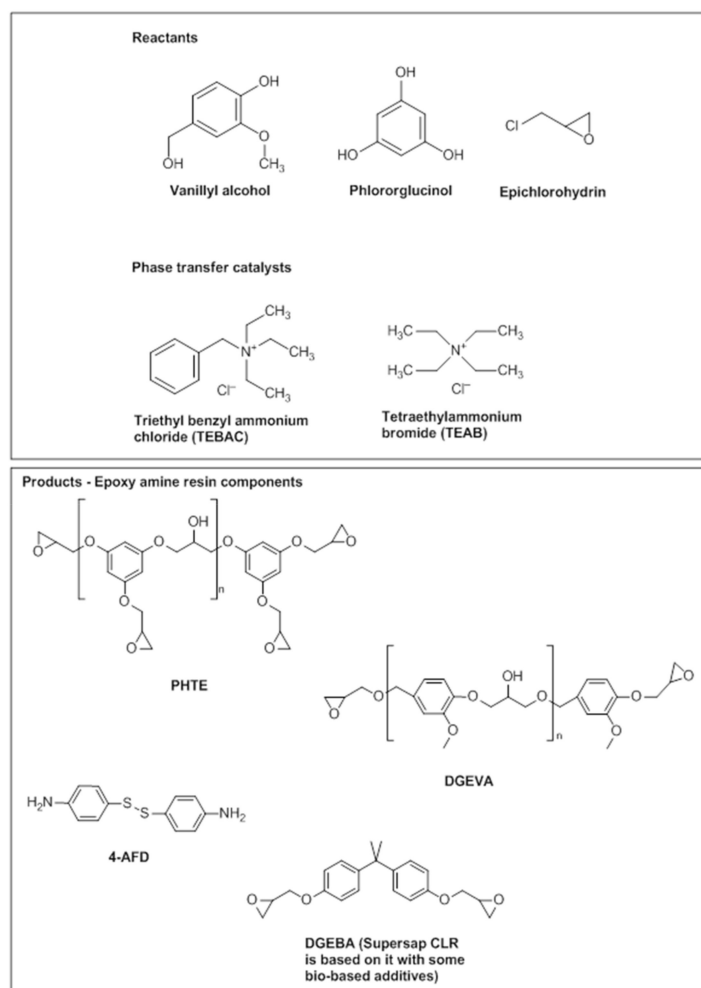 Reactants
OH
O
CH3
OH
Vanillyl alcohol
OH
HO
OH
Phlororglucinol
Cl
O
Epichlorohydrin
Phase transfer catalysts
CH3
N+
CH3
CH3
Cl–
Triethyl benzyl ammonium
chloride (TEBAC)
H3C
CH3
N+
H3C
CH3
Cl–
Tetraethylammonium
bromide (TEAB)
Products - Epoxy amine resin components
OH
O
O
O
O
O
O
n
O
O
O
O
PHTE
OH
O
O
O
O
O
O
O
O
n
DGEVA
H2N
S
S
NH2
4-AFD
O
O
O
O
DGEBA (Supersap CLR
is based on it with some
bio-based additives)